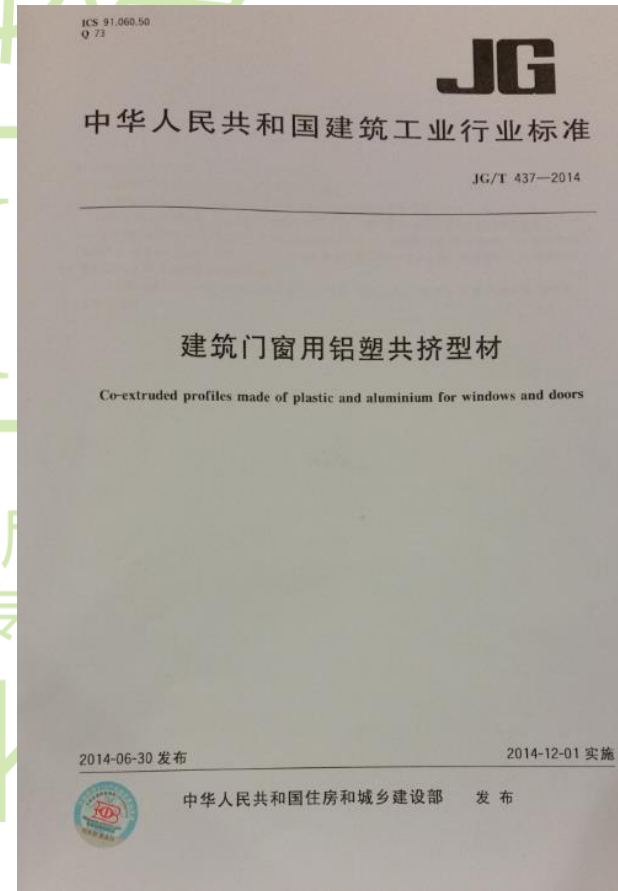 ICS 91.060.50
Q 73
JG
中华人民共和国建筑工业行业标准
JG/T 437—2014
建筑门窗用铝塑共挤型材
Co-extruded profiles made of plastic and aluminium for windows and doors
2014-06-30 发布
2014-12-01 实施
中华人民共和国住房和城乡建设部 发布